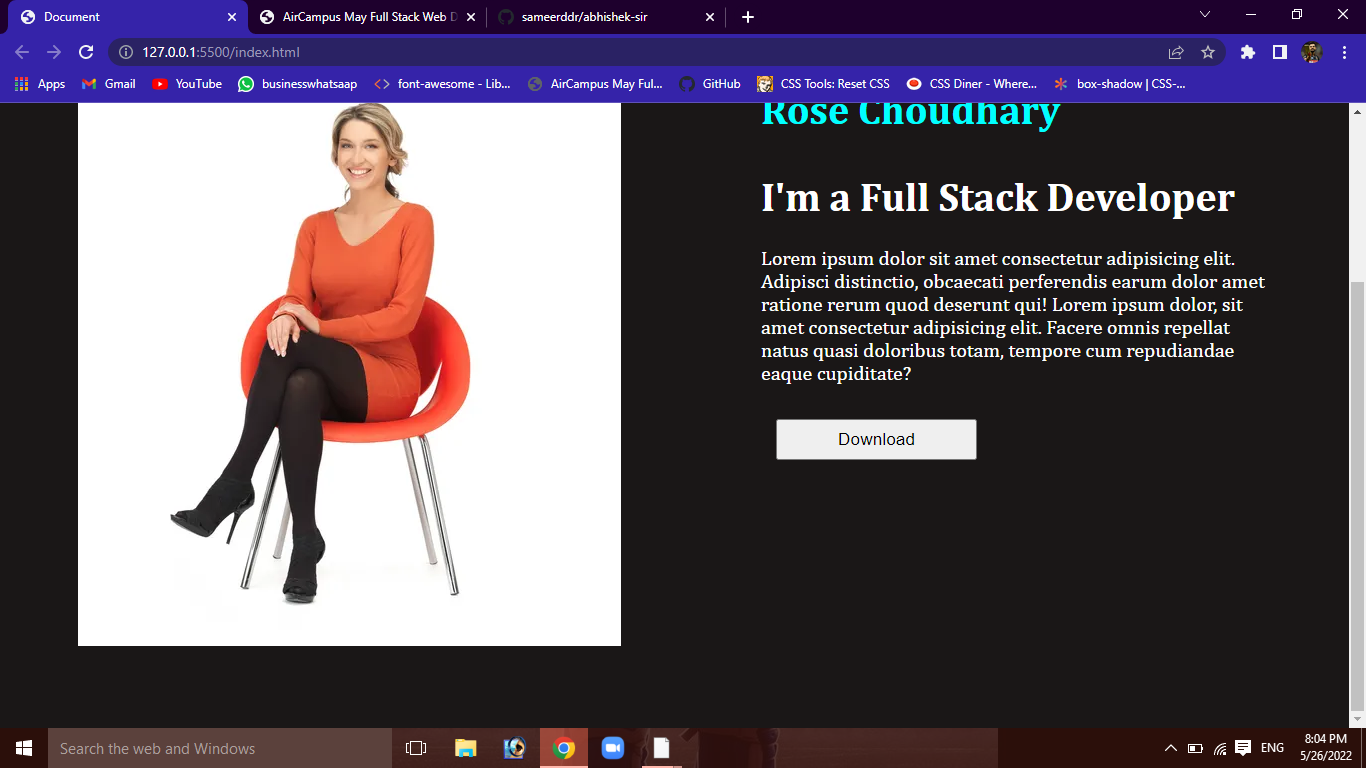 Document
AirCampus May Full Stack Web D
sameerddr/abhishek-sir
127.0.0.1:5500/index.html
Apps
Gmail
YouTube
businesswhatsaap
font-awesome - Lib...
AirCampus May Ful...
GitHub
CSS Tools: Reset CSS
CSS Diner - Where...
box-shadow | CSS-...
Rose Choudhary
I'm a Full Stack Developer
Lorem ipsum dolor sit amet consectetur adipisicing elit.
Adipisci distinctio, obcaecati perferendis earum dolor amet
ratione rerum quod deserunt qui! Lorem ipsum dolor, sit
amet consectetur adipisicing elit. Facere omnis repellat
natus quasi doloribus totam, tempore cum repudiandae
eaque cupiditate?
Download
Search the web and Windows
ENG
8:04 PM
5/26/2022